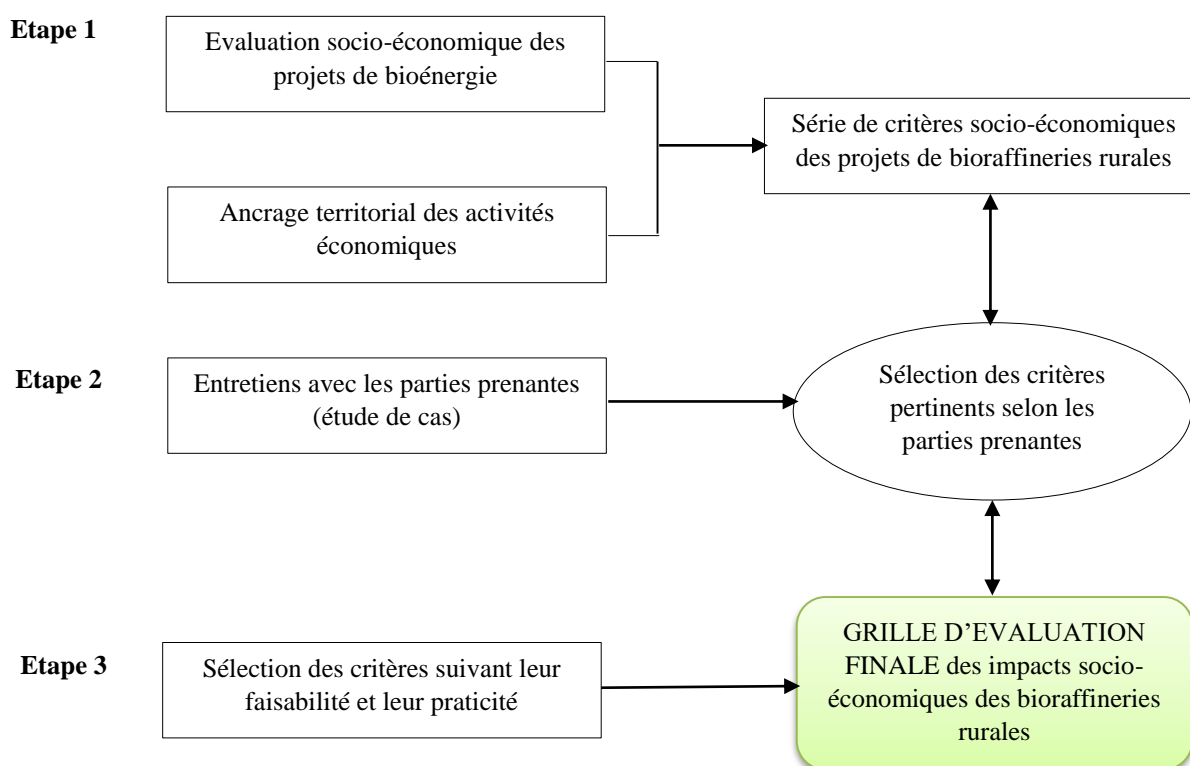 Etape 1
Evaluation socio-économique des
projets de bioénergie
Série de critères socio-économiques
des projets de bioraffineries rurales
Ancrage territorial des activités
économiques
Etape 2
Entretiens avec les parties prenantes
(étude de cas)
Sélection des critères
pertinents selon les
parties prenantes
Etape 3
Sélection des critères suivant leur
faisabilité et leur praticité
GRILLE D’EVALUATION
FINALE des impacts socio-
économiques des bioraffineries
rurales